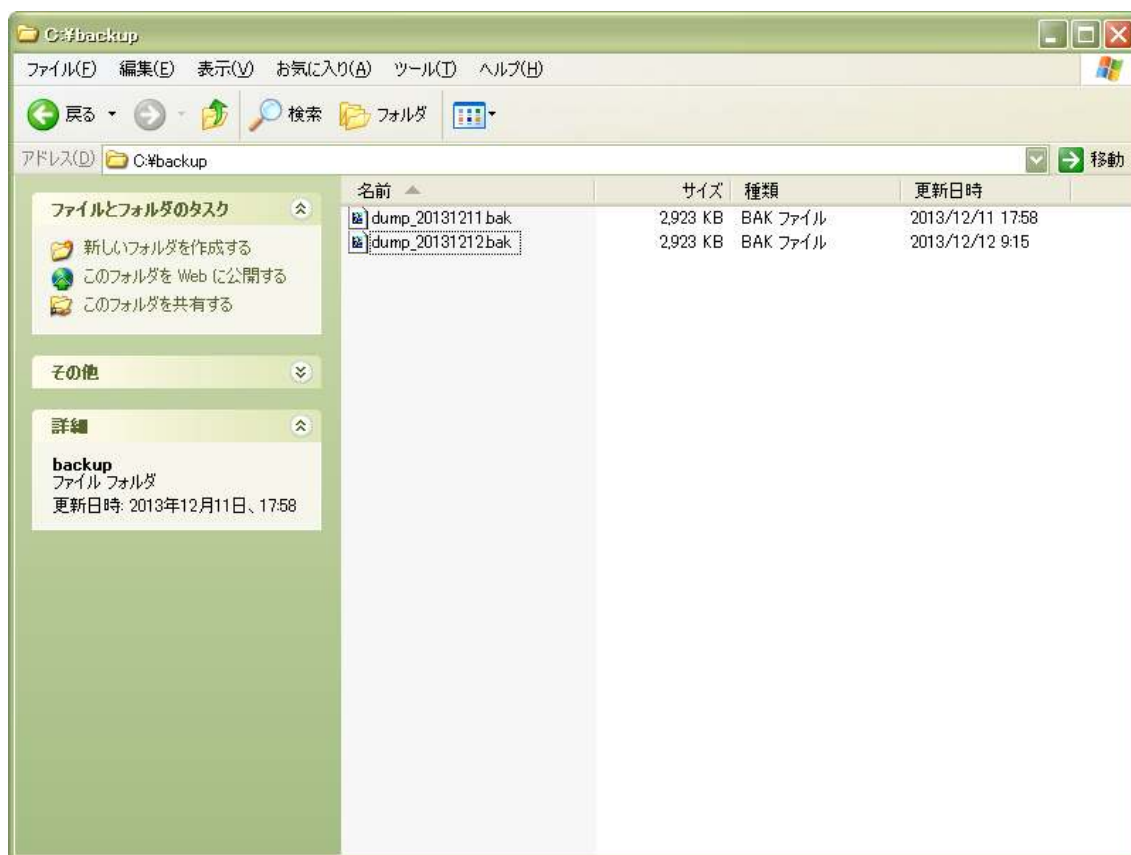 C:¥backup
ファイル(F) 編集(E) 表示(V) お気に入り(A) ツール(T) ヘルプ(H)
戻る 検索 フォルダ
アドレス(D) C:¥backup 移動
名前 サイズ 種類 更新日時
dump_20131211.bak 2,923 KB BAK ファイル 2013/12/11 17:58
dump_20131212.bak 2,923 KB BAK ファイル 2013/12/12 9:15
ファイルとフォルダのタスク
新しいフォルダを作成する
このフォルダを Web に公開する
このフォルダを共有する
その他
詳細
backup
ファイル フォルダ
更新日時: 2013年12月11日、17:58